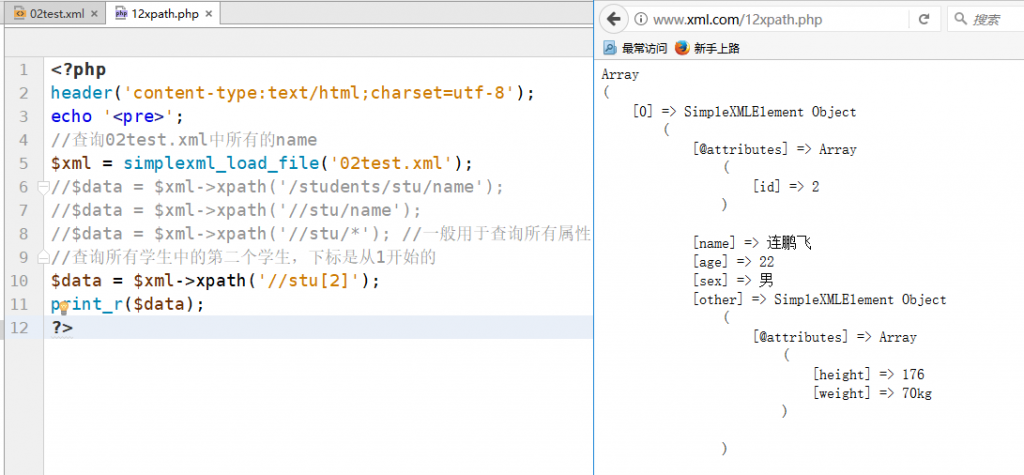 02test.xml × 12xpath.php ×
1 <?php
2 header('content-type:text/html;charset=utf-8');
3 echo '<pre>';
4 //查询02test.xml中所有的name
5 $xml = simplexml_load_file('02test.xml');
6 //$data = $xml->xpath('/students/stu/name');
7 //$data = $xml->xpath('//stu/name');
8 //$data = $xml->xpath('//stu/*'); //一般用于查询所有属性
9 //查询所有学生中的第二个学生，下标是从1开始的
10 $data = $xml->xpath('//stu[2]');
11 print_r($data);
12 ?>
www.xml.com/12xpath.php
搜索
最常访问 新手上路
Array
(
[0] => SimpleXMLElement Object
(
[@attributes] => Array
(
[id] => 2
)
[name] => 连鹏飞
[age] => 22
[sex] => 男
[other] => SimpleXMLElement Object
(
[@attributes] => Array
(
[height] => 176
[weight] => 70kg
)
)